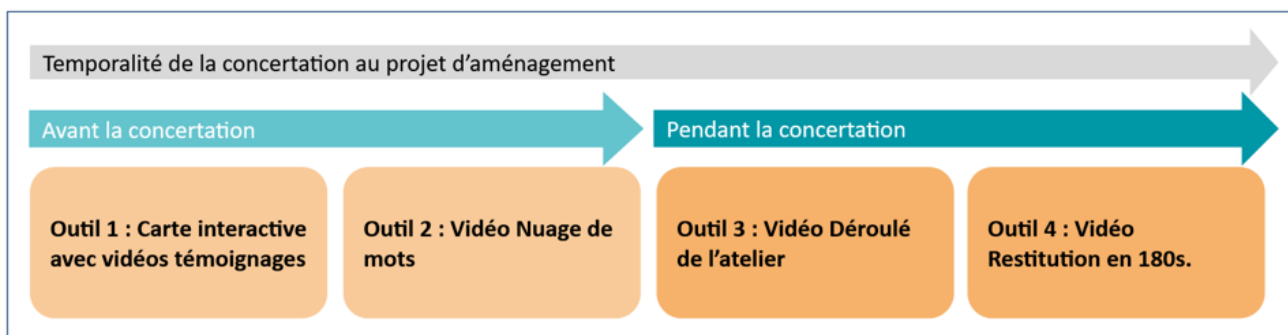 Temporalité de la concertation au projet d'aménagement
Avant la concertation
Pendant la concertation
Outil 1 : Carte interactive
avec vidéos témoignages
Outil 2 : Vidéo Nuage de
mots
Outil 3 : Vidéo Déroulé
de l'atelier
Outil 4 : Vidéo
Restitution en 180s.